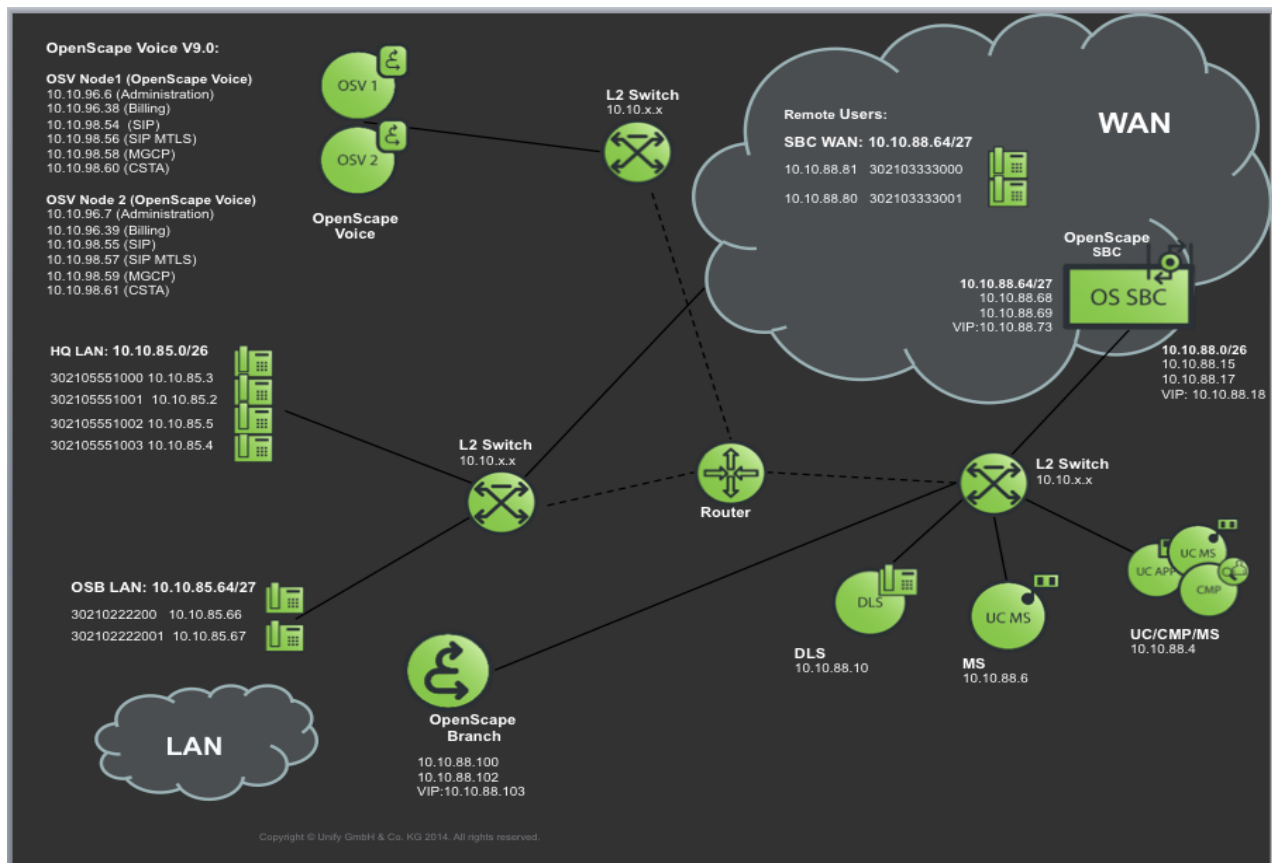 OpenScape Voice V9.0:
OSV Node1 (OpenScape Voice)
10.10.96.6 (Administration)
10.10.96.38 (Billing)
10.10.98.54 (SIP)
10.10.98.56 (SIP MTLS)
10.10.98.58 (MGCP)
10.10.98.60 (CSTA)
OSV Node 2 (OpenScape Voice)
10.10.96.7 (Administration)
10.10.96.39 (Billing)
10.10.98.55 (SIP)
10.10.98.57 (SIP MTLS)
10.10.98.59 (MGCP)
10.10.98.61 (CSTA)
OSV 1
OSV 2
OpenScape
Voice
L2 Switch
10.10.x.x
WAN
Remote Users:
SBC WAN: 10.10.88.64/27
10.10.88.81 302103333000
10.10.88.80 302103333001
OpenScape
SBC
OS SBC
10.10.88.64/27
10.10.88.68
10.10.88.69
VIP:10.10.88.73
10.10.88.0/26
10.10.88.15
10.10.88.17
VIP: 10.10.88.18
HQ LAN: 10.10.85.0/26
302105551000 10.10.85.3
302105551001 10.10.85.2
302105551002 10.10.85.5
302105551003 10.10.85.4
L2 Switch
10.10.x.x
Router
L2 Switch
10.10.x.x
OSB LAN: 10.10.85.64/27
30210222200 10.10.85.66
302102222001 10.10.85.67
DLS
DLS
10.10.88.10
UC MS
MS
10.10.88.6
UC APP
UC MS
CMP
UC/CMP/MS
10.10.88.4
LAN
OpenScape
Branch
10.10.88.100
10.10.88.102
VIP:10.10.88.103
Copyright © Unify GmbH & Co. KG 2014. All rights reserved.